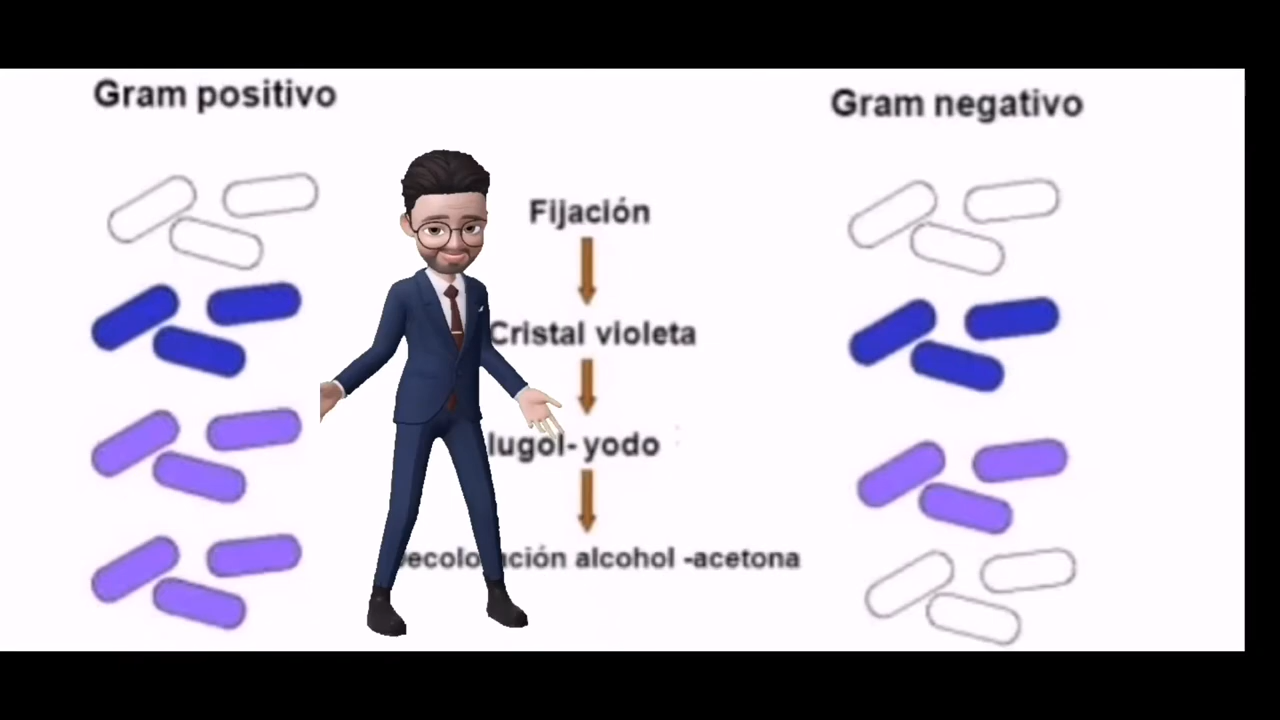 Gram positivo
Gram negativo
Fijación
Cristal violeta
lugol- yodo
alcohol -acetona